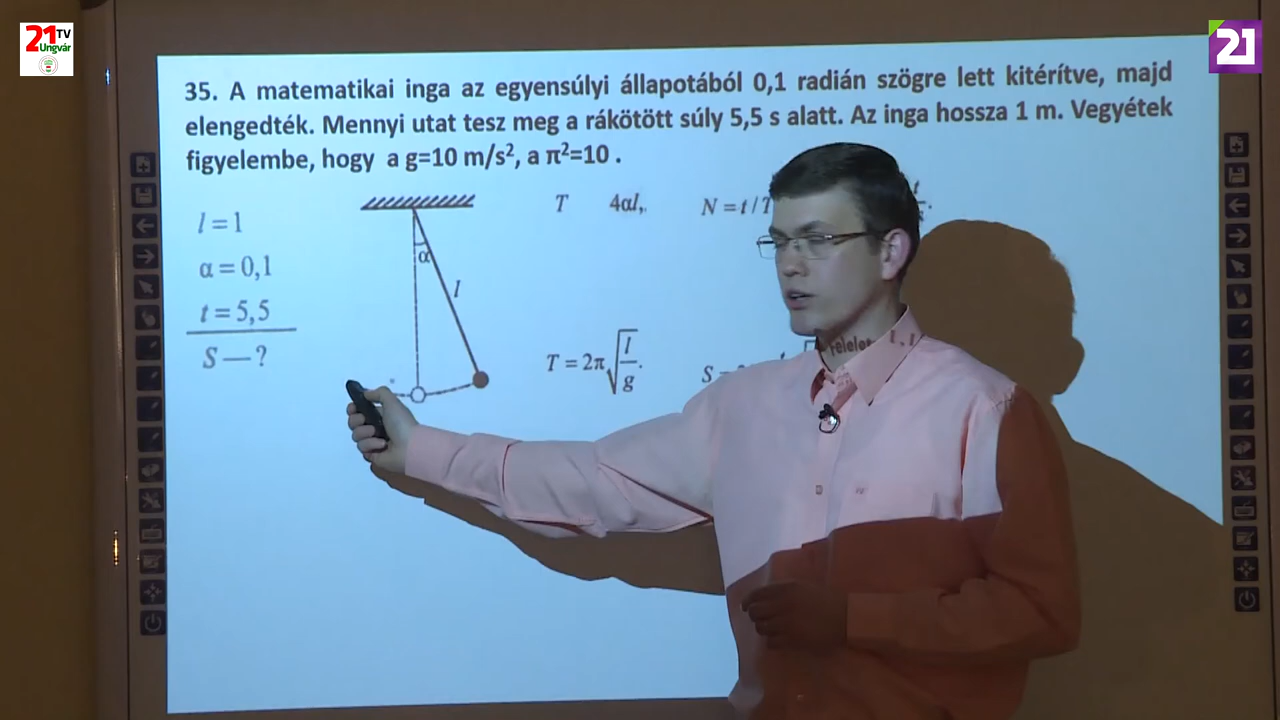 21 TV
Ungvár
21
35. A matematikai inga az egyensúlyi állapotából 0,1 radián szögre lett kitérítve, majd
elengedték. Mennyi utat tesz meg a rákötött súly 5,5 s alatt. Az inga hossza 1 m. Vegyétek
figyelembe, hogy a g=10 m/s², a π²=10 .
T 4αl, N = t / T
l = 1
α
α = 0,1
l
t = 5,5
T = 2π√(l/g).
S — ?
S